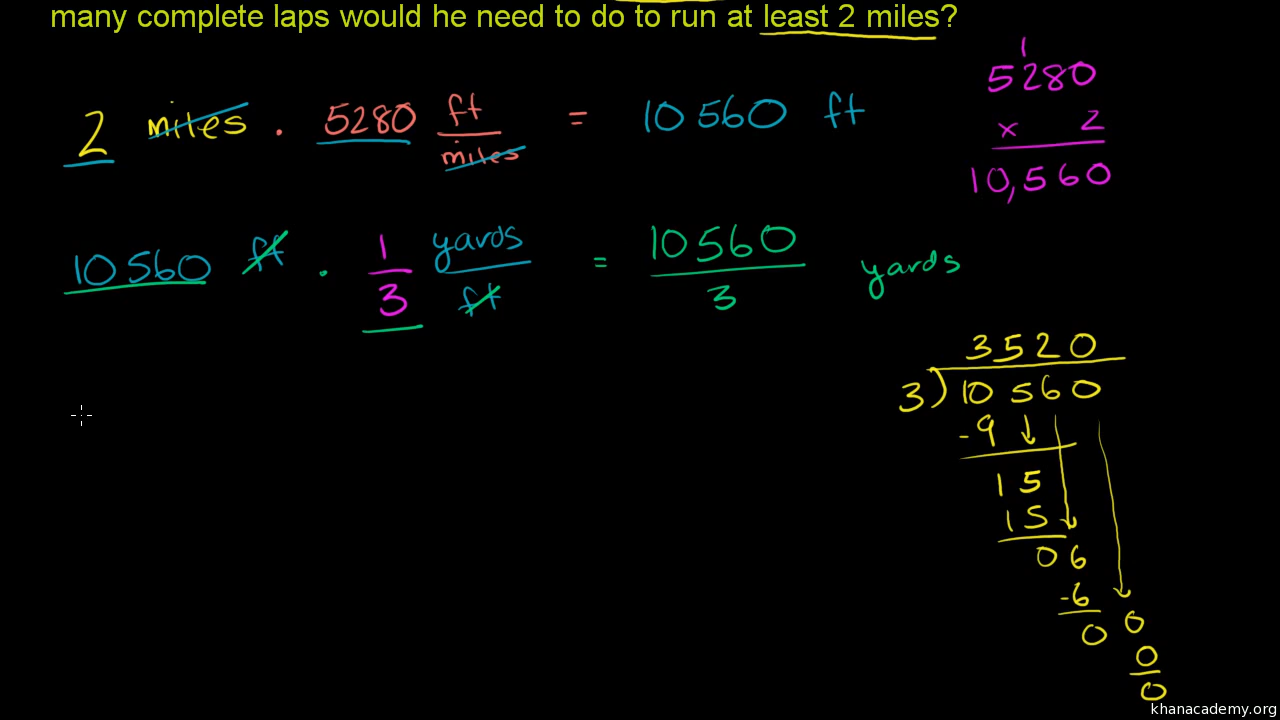 many complete laps would he need to do to run at least 2 miles?
2 miles · 5280 ft/miles = 10560 ft
1
5280
x 2
10,560
10560 ft · 1/3 yards/ft = 10560/3 yards
3520
3)10560
-9
15
15
06
-6
0 0
0
0
khanacademy.org